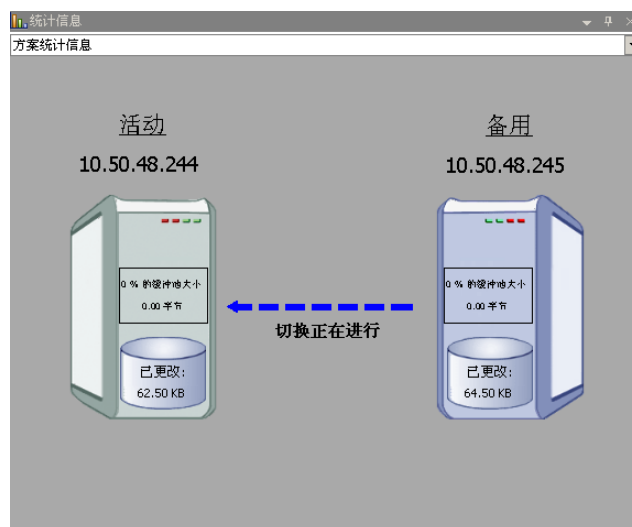 统计信息
方案统计信息
活动
备用
10.50.48.244
10.50.48.245
0 % 的缓冲池大小
0.00 字节
0 % 的缓冲池大小
0.00 字节
切换正在进行
已更改:
62.50 KB
已更改:
64.50 KB